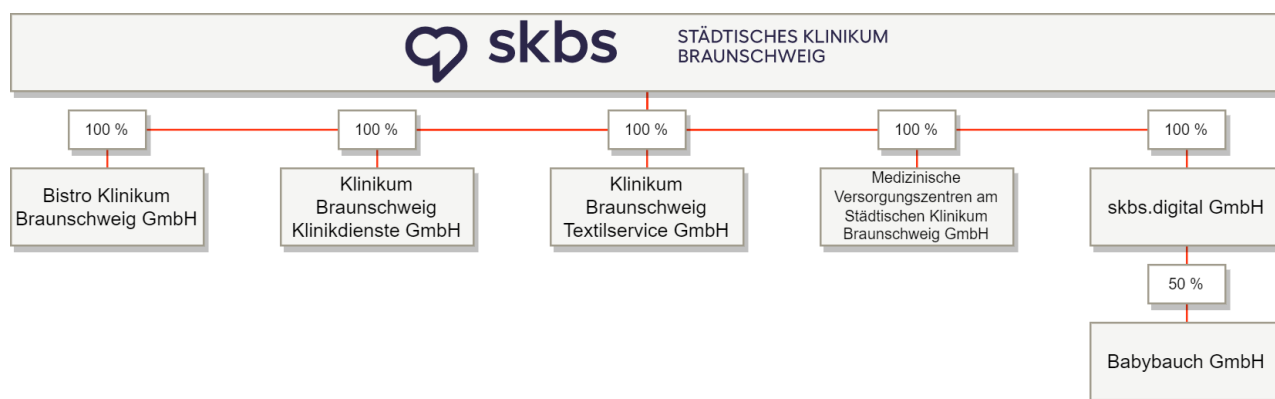 skbs
STÄDTISCHES KLINIKUM
BRAUNSCHWEIG
100 %
100 %
100 %
100 %
100 %
Bistro Klinikum
Braunschweig GmbH
Klinikum
Braunschweig
Klinikdienste GmbH
Klinikum
Braunschweig
Textilservice GmbH
Medizinische
Versorgungszentren am
Städtischen Klinikum
Braunschweig GmbH
skbs.digital GmbH
50 %
Babybauch GmbH